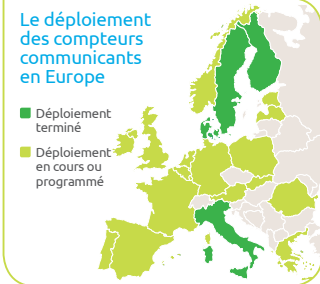 Le déploiement
des compteurs
communicants
en Europe
Déploiement
terminé
Déploiement
en cours ou
programmé